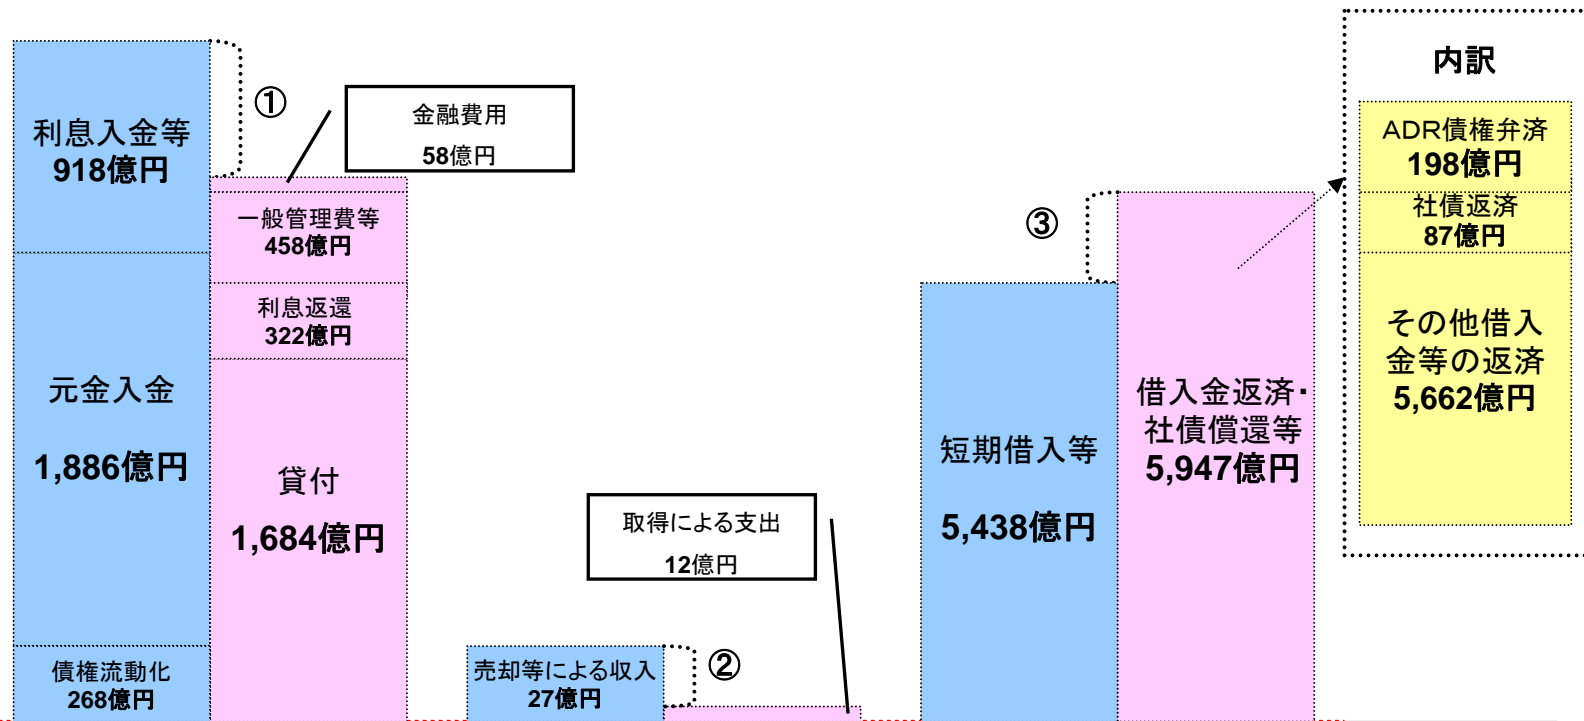 利息入金等
918億円
元金入金
1,886億円
債権流動化
268億円
①
金融費用
58億円
一般管理費等
458億円
利息返還
322億円
貸付
1,684億円
売却等による収入
27億円
②
取得による支出
12億円
短期借入等
5,438億円
③
借入金返済・
社債償還等
5,947億円
内訳
ADR債権弁済
198億円
社債返済
87億円
その他借入
金等の返済
5,662億円